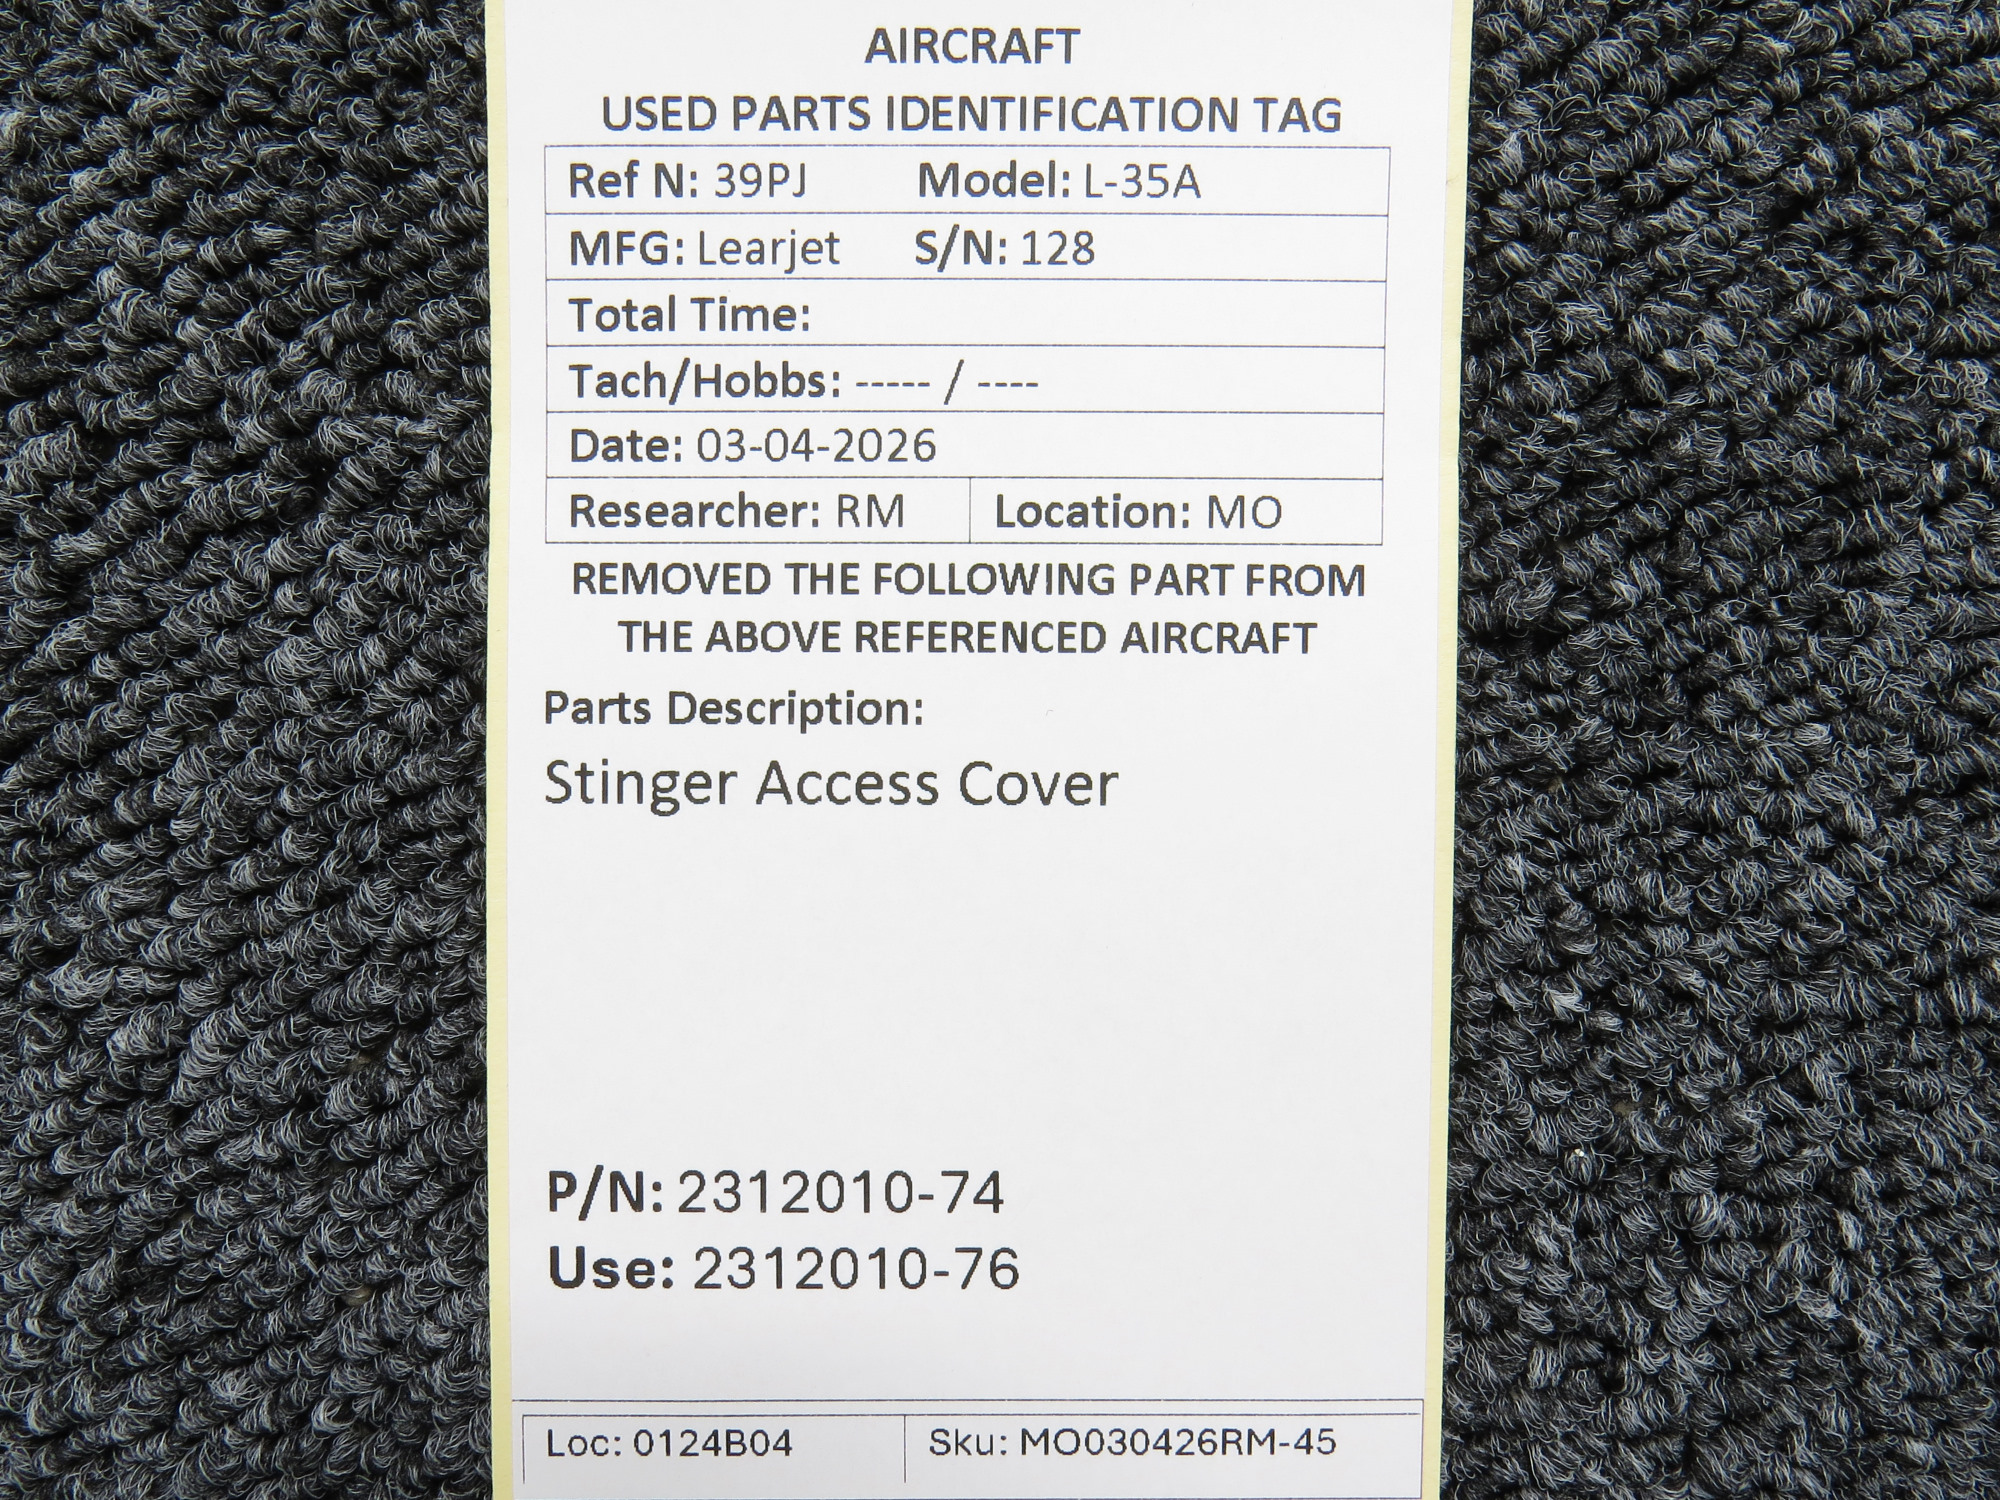 AIRCRAFT
USED PARTS IDENTIFICATION TAG
Ref N: 39PJ Model: L-35A
MFG: Learjet S/N: 128
Total Time:
Tach/Hobbs: ----- / ----
Date: 03-04-2026
Researcher: RM Location: MO
REMOVED THE FOLLOWING PART FROM
THE ABOVE REFERENCED AIRCRAFT
Parts Description:
Stinger Access Cover
P/N: 2312010-74
Use: 2312010-76
Loc: 0124B04 Sku: MO030426RM-45